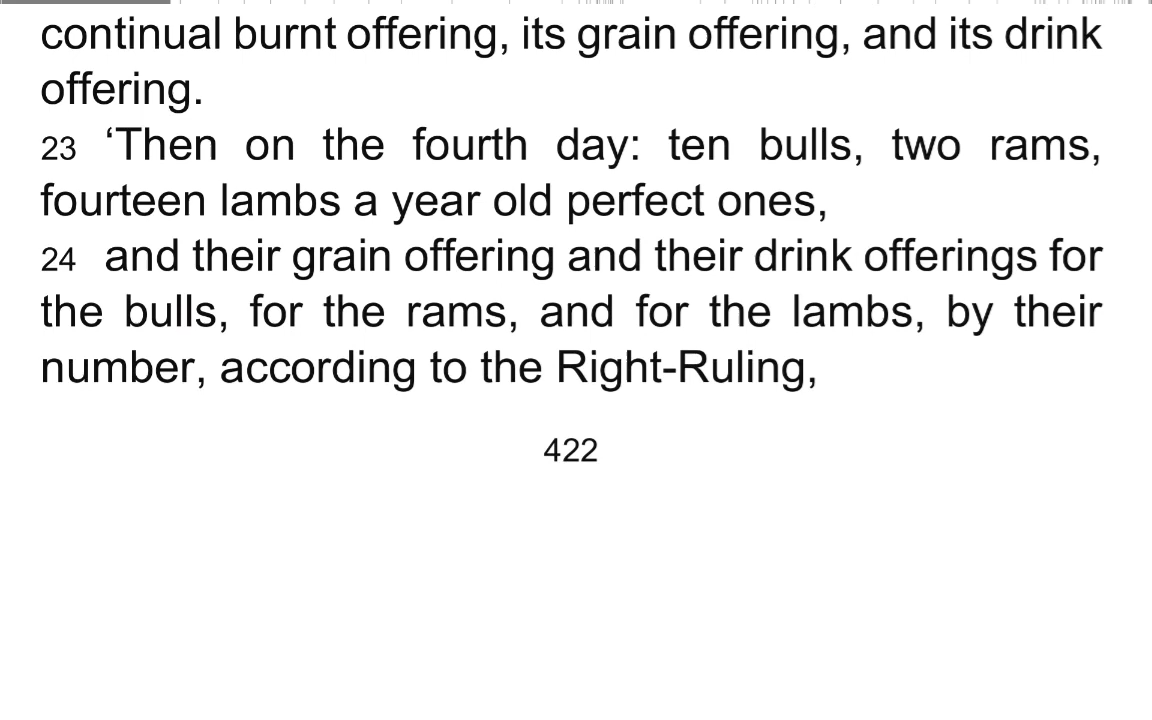 continual burnt offering, its grain offering, and its drink
offering.
23 ‘Then on the fourth day: ten bulls, two rams,
fourteen lambs a year old perfect ones,
24 and their grain offering and their drink offerings for
the bulls, for the rams, and for the lambs, by their
number, according to the Right-Ruling,
422